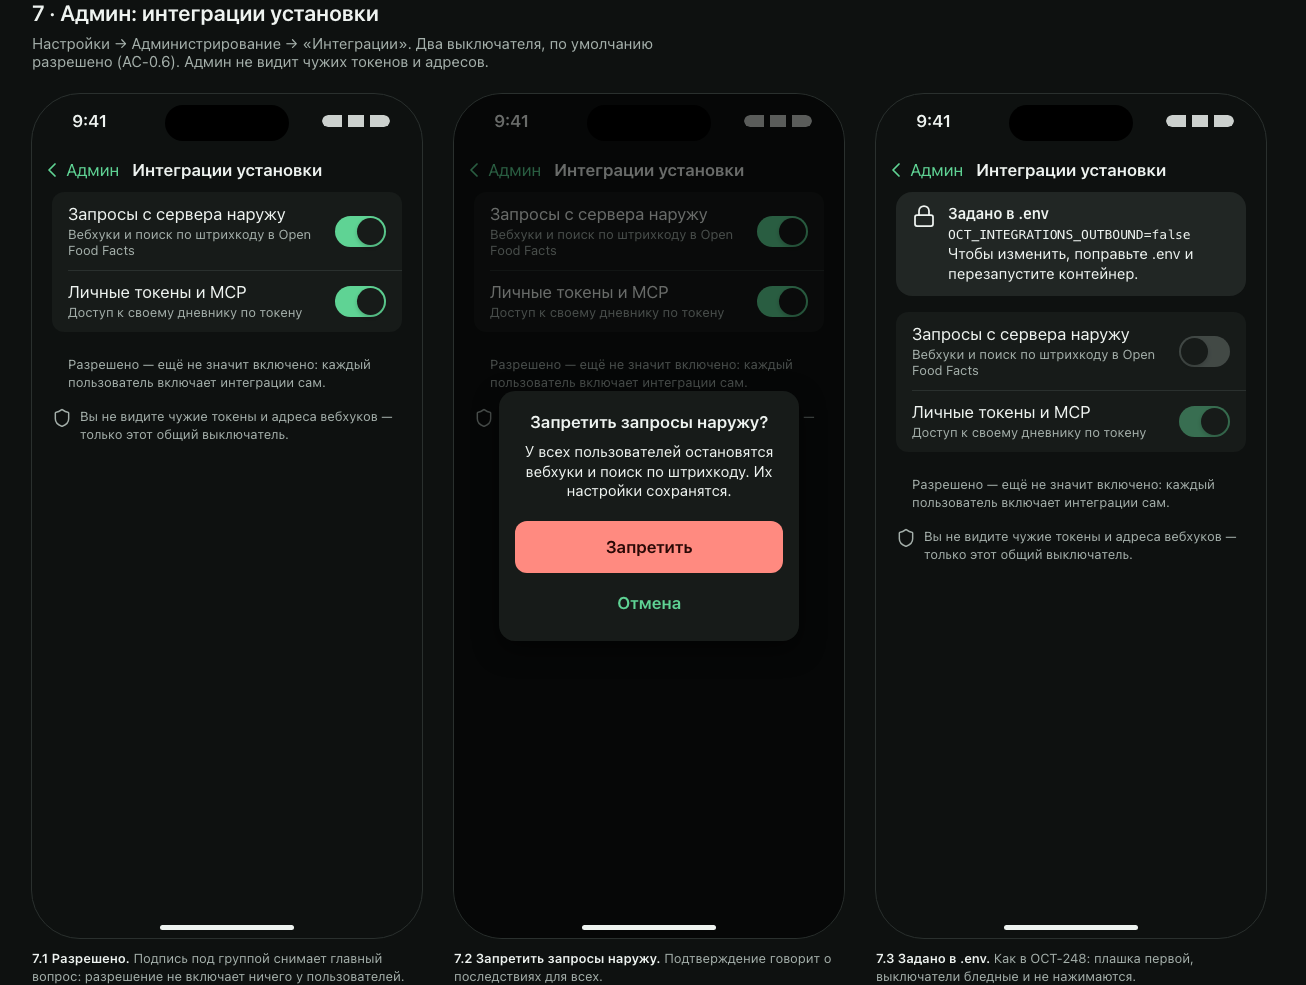 7 · Админ: интеграции установки
Настройки → Администрирование → «Интеграции». Два выключателя, по умолчанию
разрешено (AC-0.6). Админ не видит чужих токенов и адресов.
9:41
Админ Интеграции установки
Запросы с сервера наружу
Вебхуки и поиск по штрихкоду в Open
Food Facts
Личные токены и MCP
Доступ к своему дневнику по токену
Разрешено — ещё не значит включено: каждый
пользователь включает интеграции сам.
Вы не видите чужие токены и адреса вебхуков —
только этот общий выключатель.
7.1 Разрешено. Подпись под группой снимает главный
вопрос: разрешение не включает ничего у пользователей.
9:41
Админ Интеграции установки
Запросы с сервера наружу
Вебхуки и поиск по штрихкоду в Open
Food Facts
Личные токены и MCP
Доступ к своему дневнику по токену
Разрешено — ещё не значит включено: каждый
пользователь включает интеграции сам.
—
Запретить запросы наружу?
У всех пользователей остановятся
вебхуки и поиск по штрихкоду. Их
настройки сохранятся.
Запретить
Отмена
7.2 Запретить запросы наружу. Подтверждение говорит о
последствиях для всех.
9:41
Админ Интеграции установки
Задано в .env
OCT_INTEGRATIONS_OUTBOUND=false
Чтобы изменить, поправьте .env и
перезапустите контейнер.
Запросы с сервера наружу
Вебхуки и поиск по штрихкоду в Open
Food Facts
Личные токены и MCP
Доступ к своему дневнику по токену
Разрешено — ещё не значит включено: каждый
пользователь включает интеграции сам.
Вы не видите чужие токены и адреса вебхуков —
только этот общий выключатель.
7.3 Задано в .env. Как в OCT-248: плашка первой,
выключатели бледные и не нажимаются.